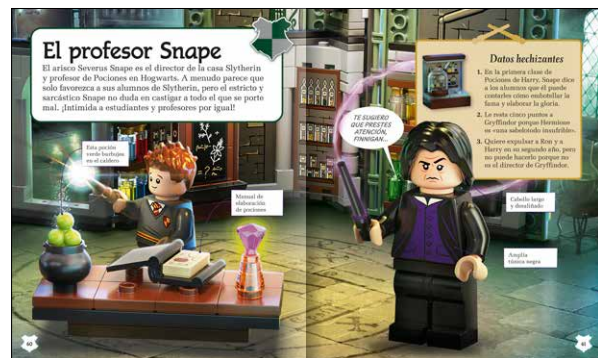 El profesor Snape
El arisco Severus Snape es el director de la casa Slytherin
y profesor de Pociones en Hogwarts. A menudo parece que
solo favorezca a sus alumnos de Slytherin, pero el estricto y
sarcástico Snape no duda en castigar a todo el que se porte
mal. ¡Intimida a estudiantes y profesores por igual!
Esta poción
verde burbujea
en el caldero
Manual de
elaboración
de pociones
TE SUGIERO
QUE PRESTES
ATENCIÓN,
FINNIGAN...
Datos hechizantes
1. En la primera clase de
Pociones de Harry, Snape dice
a los alumnos que él puede
contarles cómo embotellar la
fama y elaborar la gloria.
2. Le resta cinco puntos a
Gryffindor porque Hermione
es «una sabelotodo insufrible».
3. Quiere expulsar a Ron y a
Harry en su segundo año, pero
no puede hacerlo porque no
es el director de Gryffindor.
Cabello largo
y desaliñado
Amplia
túnica negra
40
41